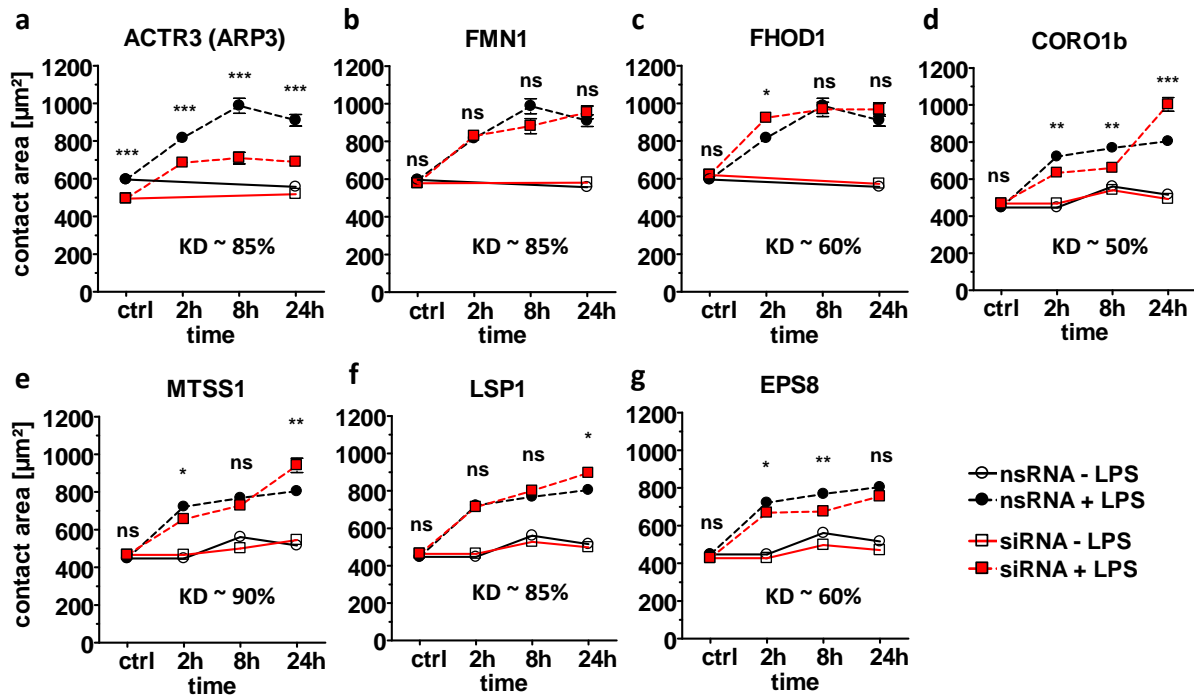 a
ACTR3 (ARP3)
contact area [µm²]
1200
1000
800
600
400
200
0
***
***
***
***
KD ~ 85%
ctrl 2h 8h 24h
time
b
FMN1
1200
1000
800
600
400
200
0
ns
ns
ns
ns
KD ~ 85%
ctrl 2h 8h 24h
time
c
FHOD1
1200
1000
800
600
400
200
0
ns
*
ns
ns
KD ~ 60%
ctrl 2h 8h 24h
time
d
CORO1b
1200
1000
800
600
400
200
0
ns
**
**
***
KD ~ 50%
ctrl 2h 8h 24h
time
e
MTSS1
contact area [µm²]
1200
1000
800
600
400
200
0
ns
*
ns
**
KD ~ 90%
ctrl 2h 8h 24h
time
f
LSP1
1200
1000
800
600
400
200
0
ns
ns
ns
*
KD ~ 85%
ctrl 2h 8h 24h
time
g
EPS8
1200
1000
800
600
400
200
0
ns
*
**
ns
KD ~ 60%
ctrl 2h 8h 24h
time
nsRNA - LPS
nsRNA + LPS
siRNA - LPS
siRNA + LPS